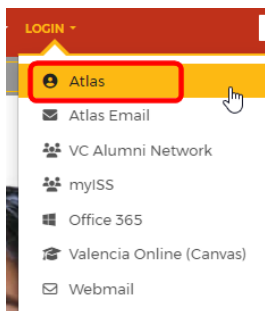 LOGIN
Atlas
Atlas Email
VC Alumni Network
myISS
Office 365
Valencia Online (Canvas)
Webmail